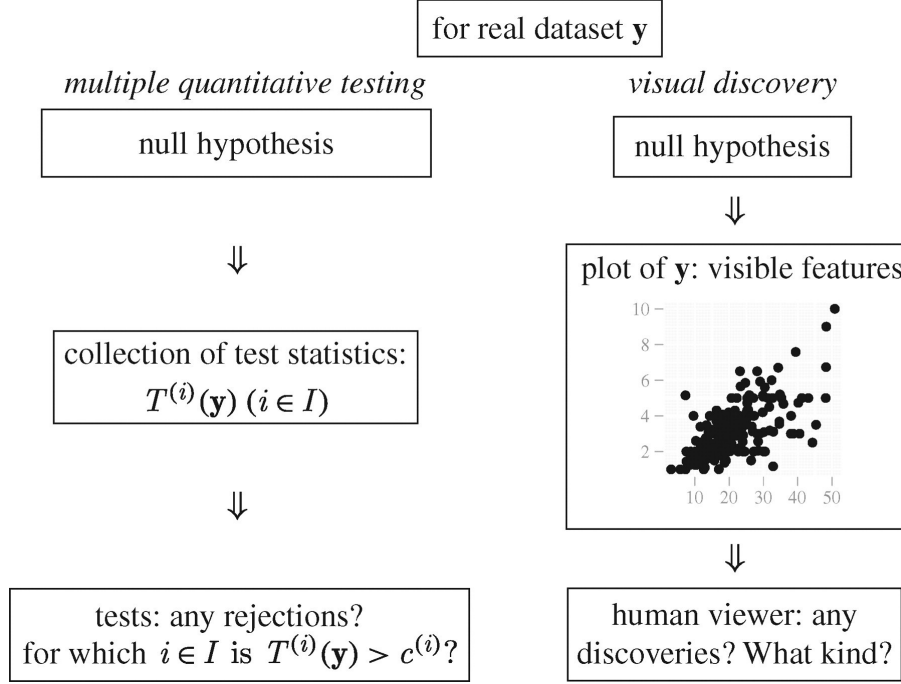 for real dataset y
multiple quantitative testing
visual discovery
null hypothesis
null hypothesis
⇓
⇓
plot of y: visible features
10
8
6
4
2
10 20 30 40 50
collection of test statistics:
T^(i)(y) (i ∈ I)
⇓
⇓
tests: any rejections?
for which i ∈ I is T^(i)(y) > c^(i)?
human viewer: any
discoveries? What kind?